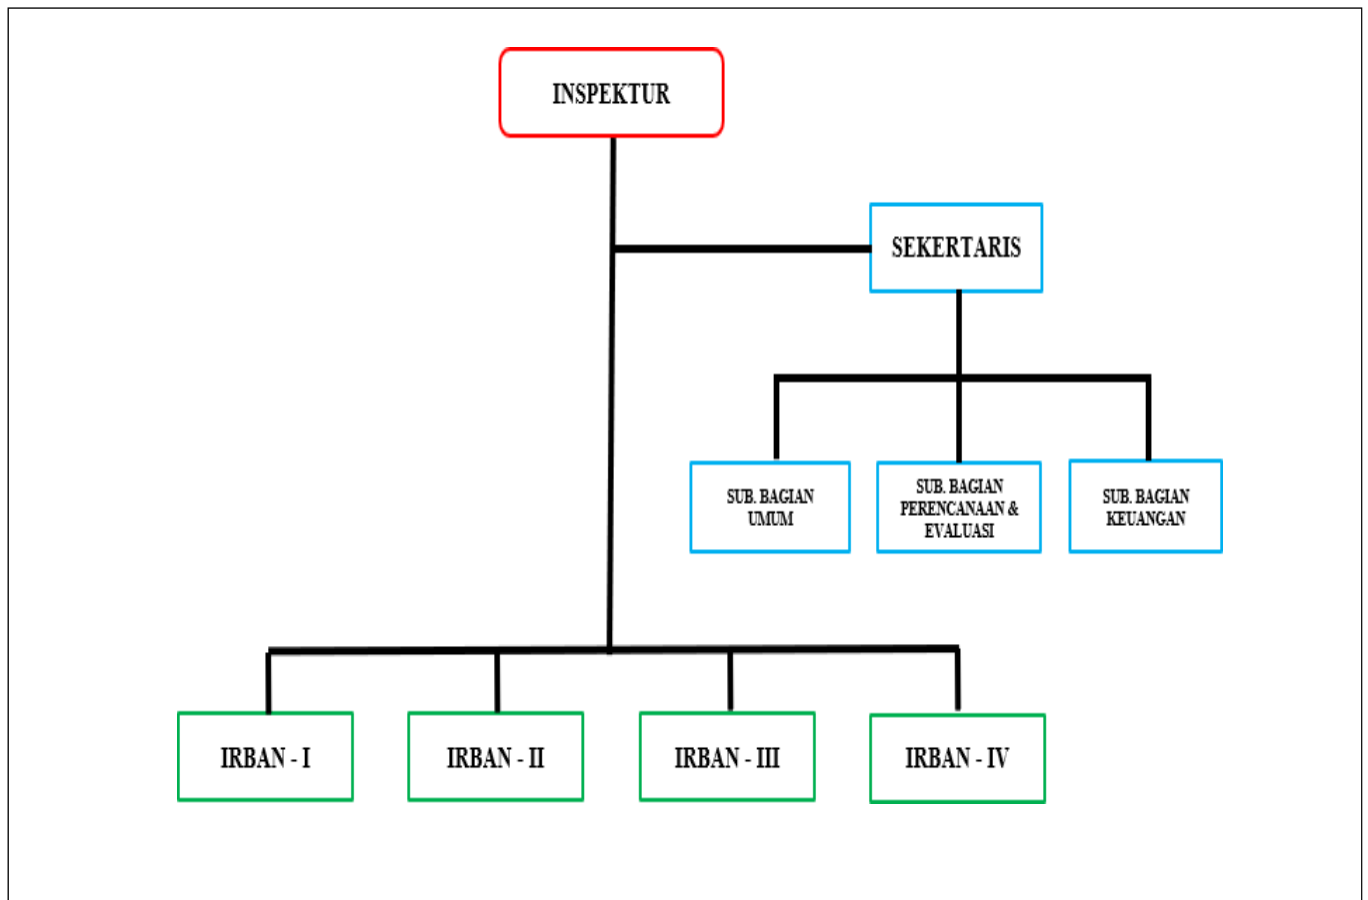 INSPEKTUR
SEKERTARIS
SUB. BAGIAN
UMUM
SUB. BAGIAN
PERENCANAAN &
EVALUASI
SUB. BAGIAN
KEUANGAN
IRBAN - I
IRBAN - II
IRBAN - III
IRBAN - IV